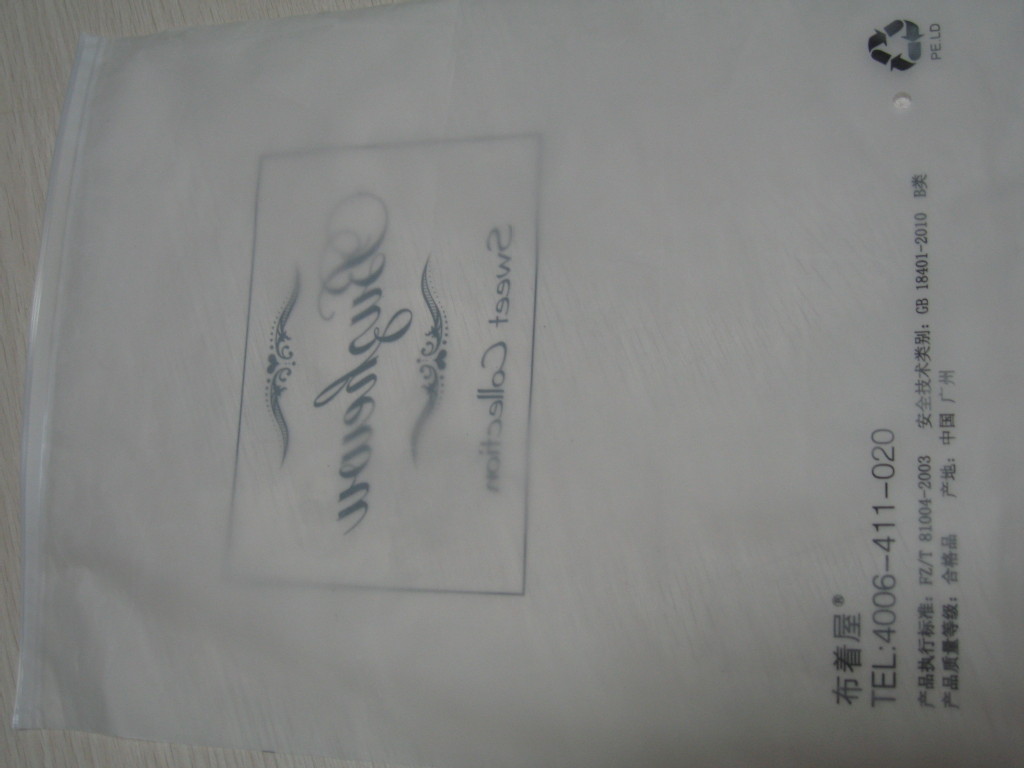 Sweet Collection
PE.LD
布着屋®
TEL:4006-411-020
产品执行标准: FZ/T 81004-2003 安全技术类别: GB 18401-2010 B类
产品质量等级: 合格品 产地: 中国 广州